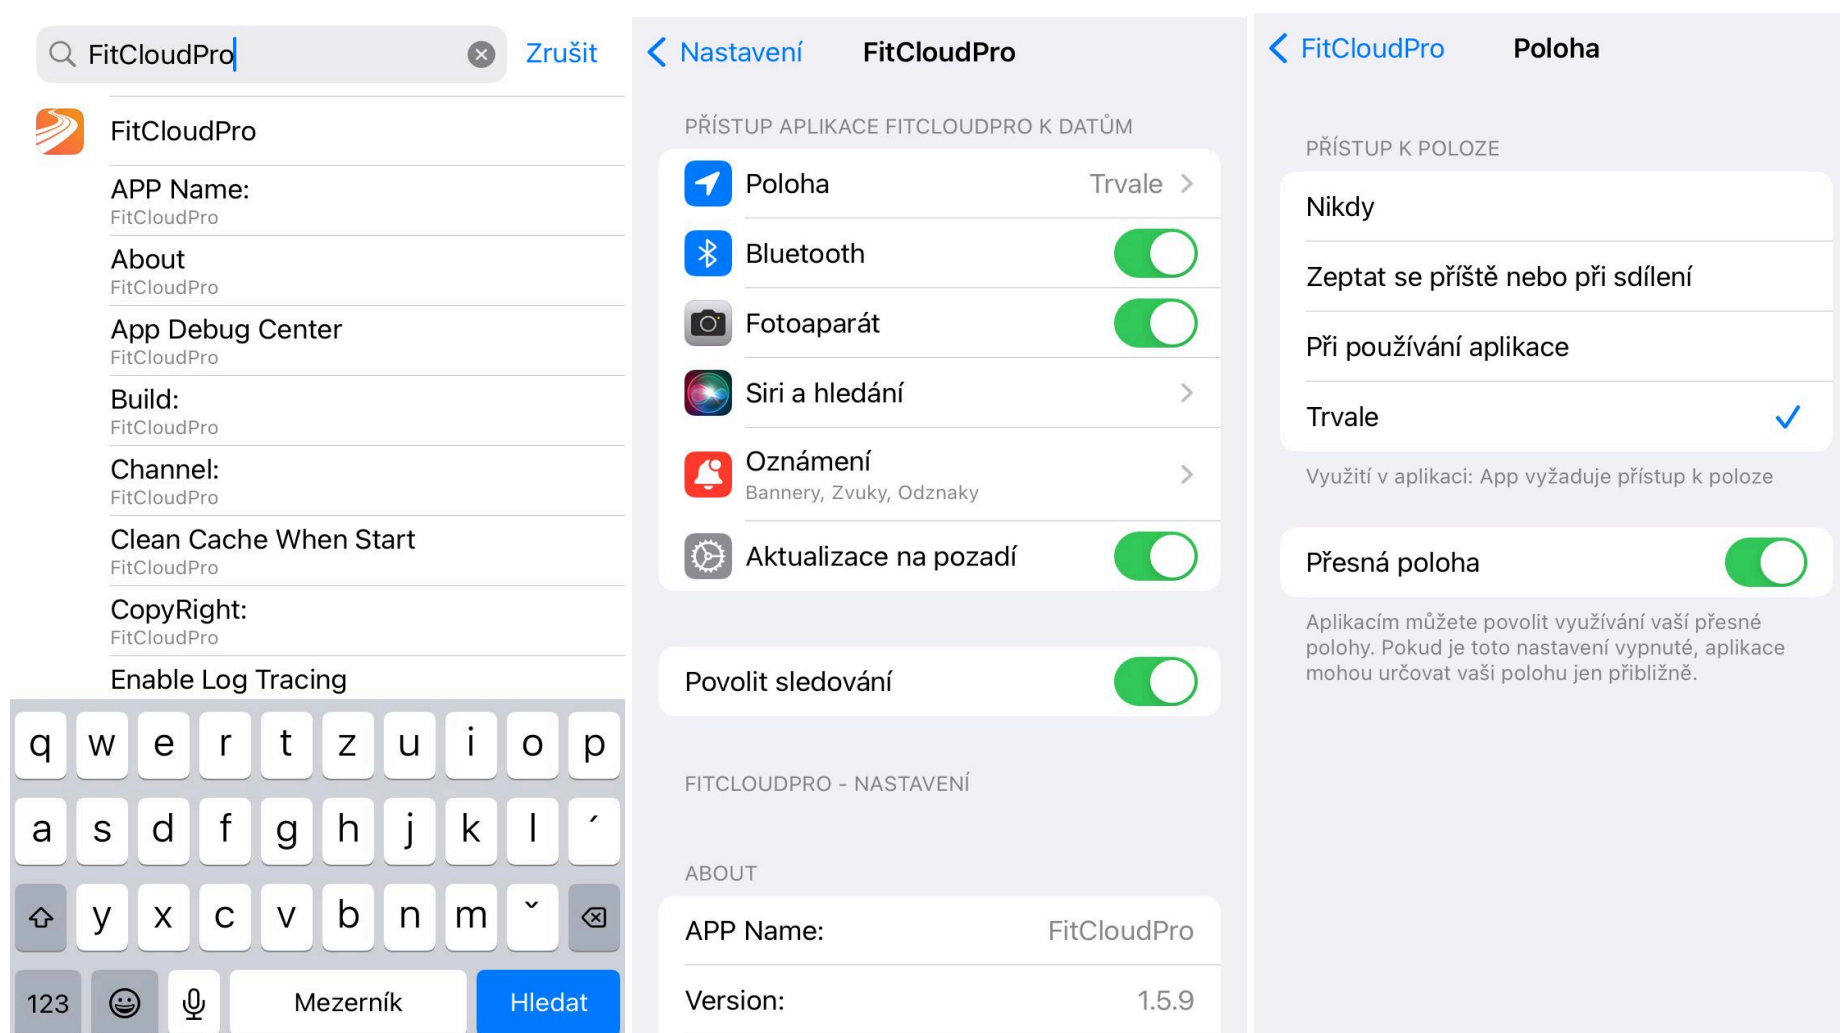 FitCloudPro
Zrušit
FitCloudPro
APP Name:
FitCloudPro
About
FitCloudPro
App Debug Center
FitCloudPro
Build:
FitCloudPro
Channel:
FitCloudPro
Clean Cache When Start
FitCloudPro
CopyRight:
FitCloudPro
Enable Log Tracing
q w e r t z u i o p
a s d f g h j k l ´
y x c v b n m ˇ
123 Mezerník Hledat
Nastavení FitCloudPro
PŘÍSTUP APLIKACE FITCLOUDPRO K DATŮM
Poloha Trvale
Bluetooth
Fotoaparát
Siri a hledání
Oznámení
Bannery, Zvuky, Odznaky
Aktualizace na pozadí
Povolit sledování
FITCLOUDPRO - NASTAVENÍ
ABOUT
APP Name: FitCloudPro
Version: 1.5.9
FitCloudPro Poloha
PŘÍSTUP K POLOZE
Nikdy
Zeptat se příště nebo při sdílení
Při používání aplikace
Trvale
Využití v aplikaci: App vyžaduje přístup k poloze
Přesná poloha
Aplikacím můžete povolit využívání vaší přesné
polohy. Pokud je toto nastavení vypnuté, aplikace
mohou určovat vaši polohu jen přibližně.